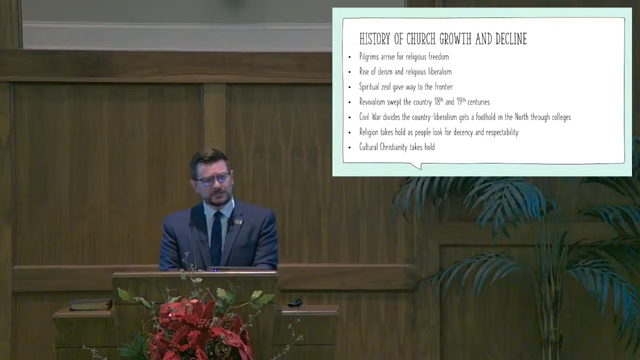 HISTORY OF CHURCH GROWTH AND DECLINE
• Pilgrims arrive for religious freedom
• Rise of deism and religious liberalism
• Spiritual zeal gave way to the frontier
• Revivalism swept the country 18th and 19th centuries
• Civil War divides the country-liberalism gets a foothold in the North through colleges
• Religion takes hold as people look for decency and respectability
• Cultural Christianity takes hold